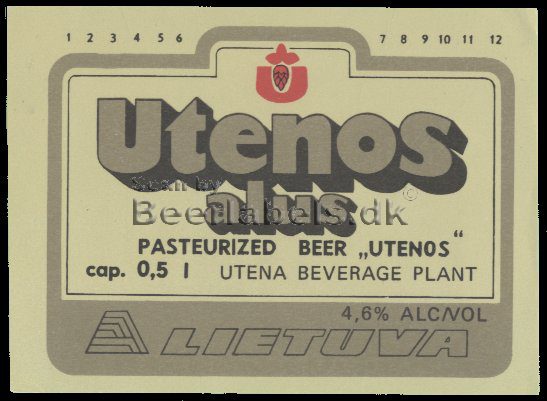 1 2 3 4 5 6 7 8 9 10 11 12
Utenos
Scan by
alus
BeerLabels.dk
©
PASTEURIZED BEER „UTENOS“
cap. 0,5 l UTENA BEVERAGE PLANT
4,6% ALC/VOL
LIETUVA